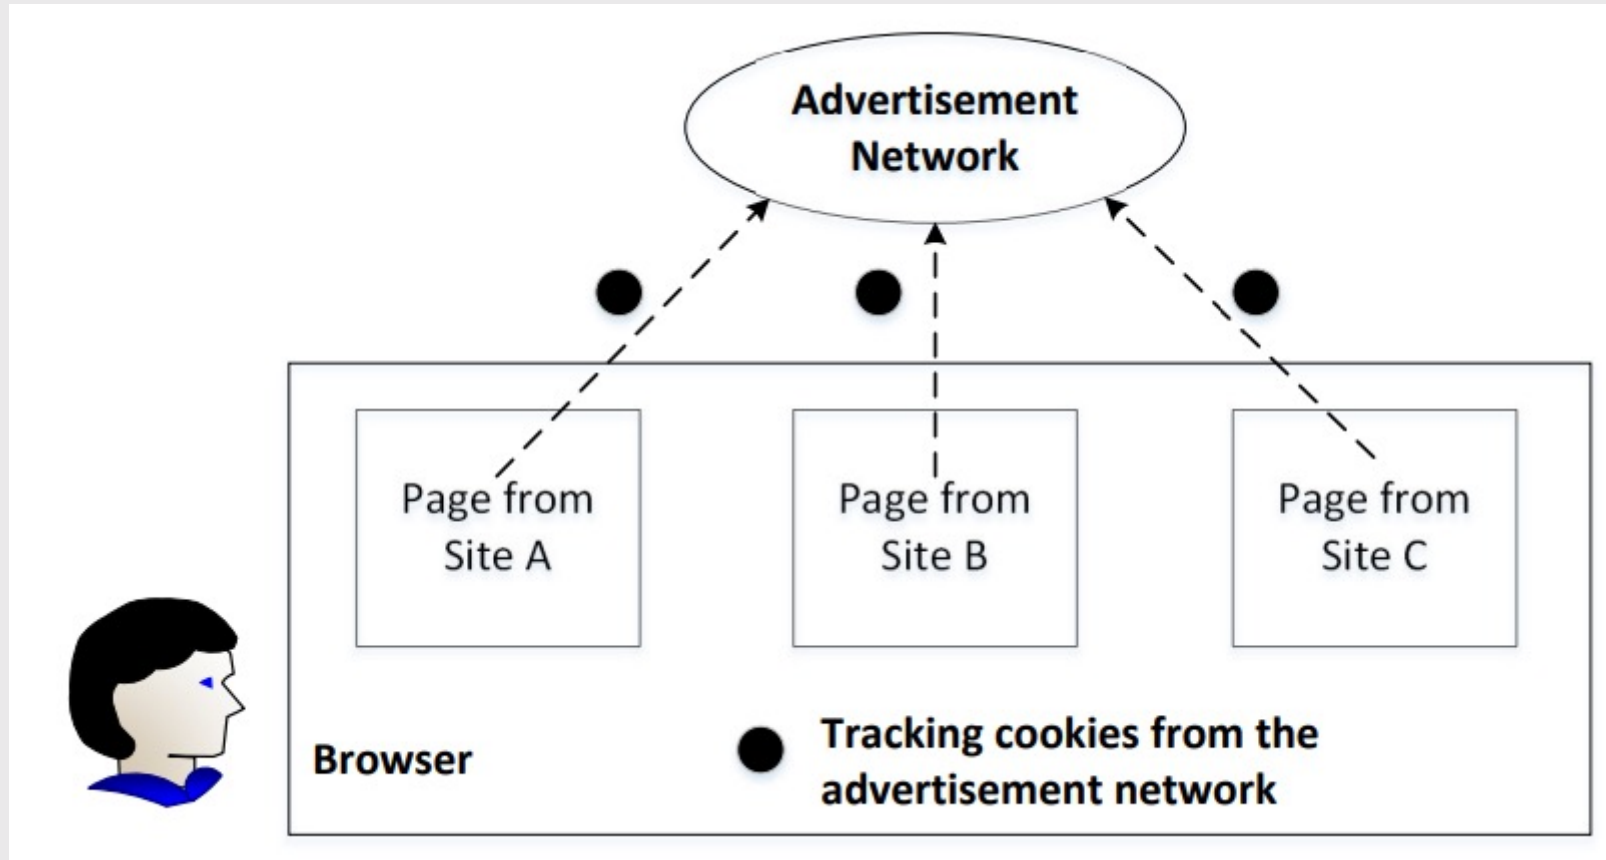 Advertisement
Network
Page from
Site A
Page from
Site B
Page from
Site C
Browser
Tracking cookies from the
advertisement network